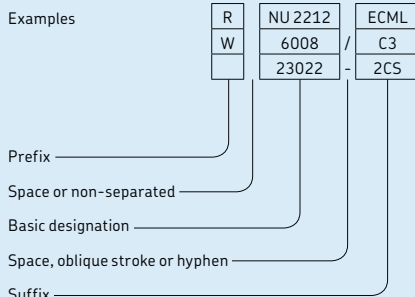 Examples R NU 2212 ECML
W 6008 / C3
23022 - 2CS
Prefix
Space or non-separated
Basic designation
Space, oblique stroke or hyphen
Suffix